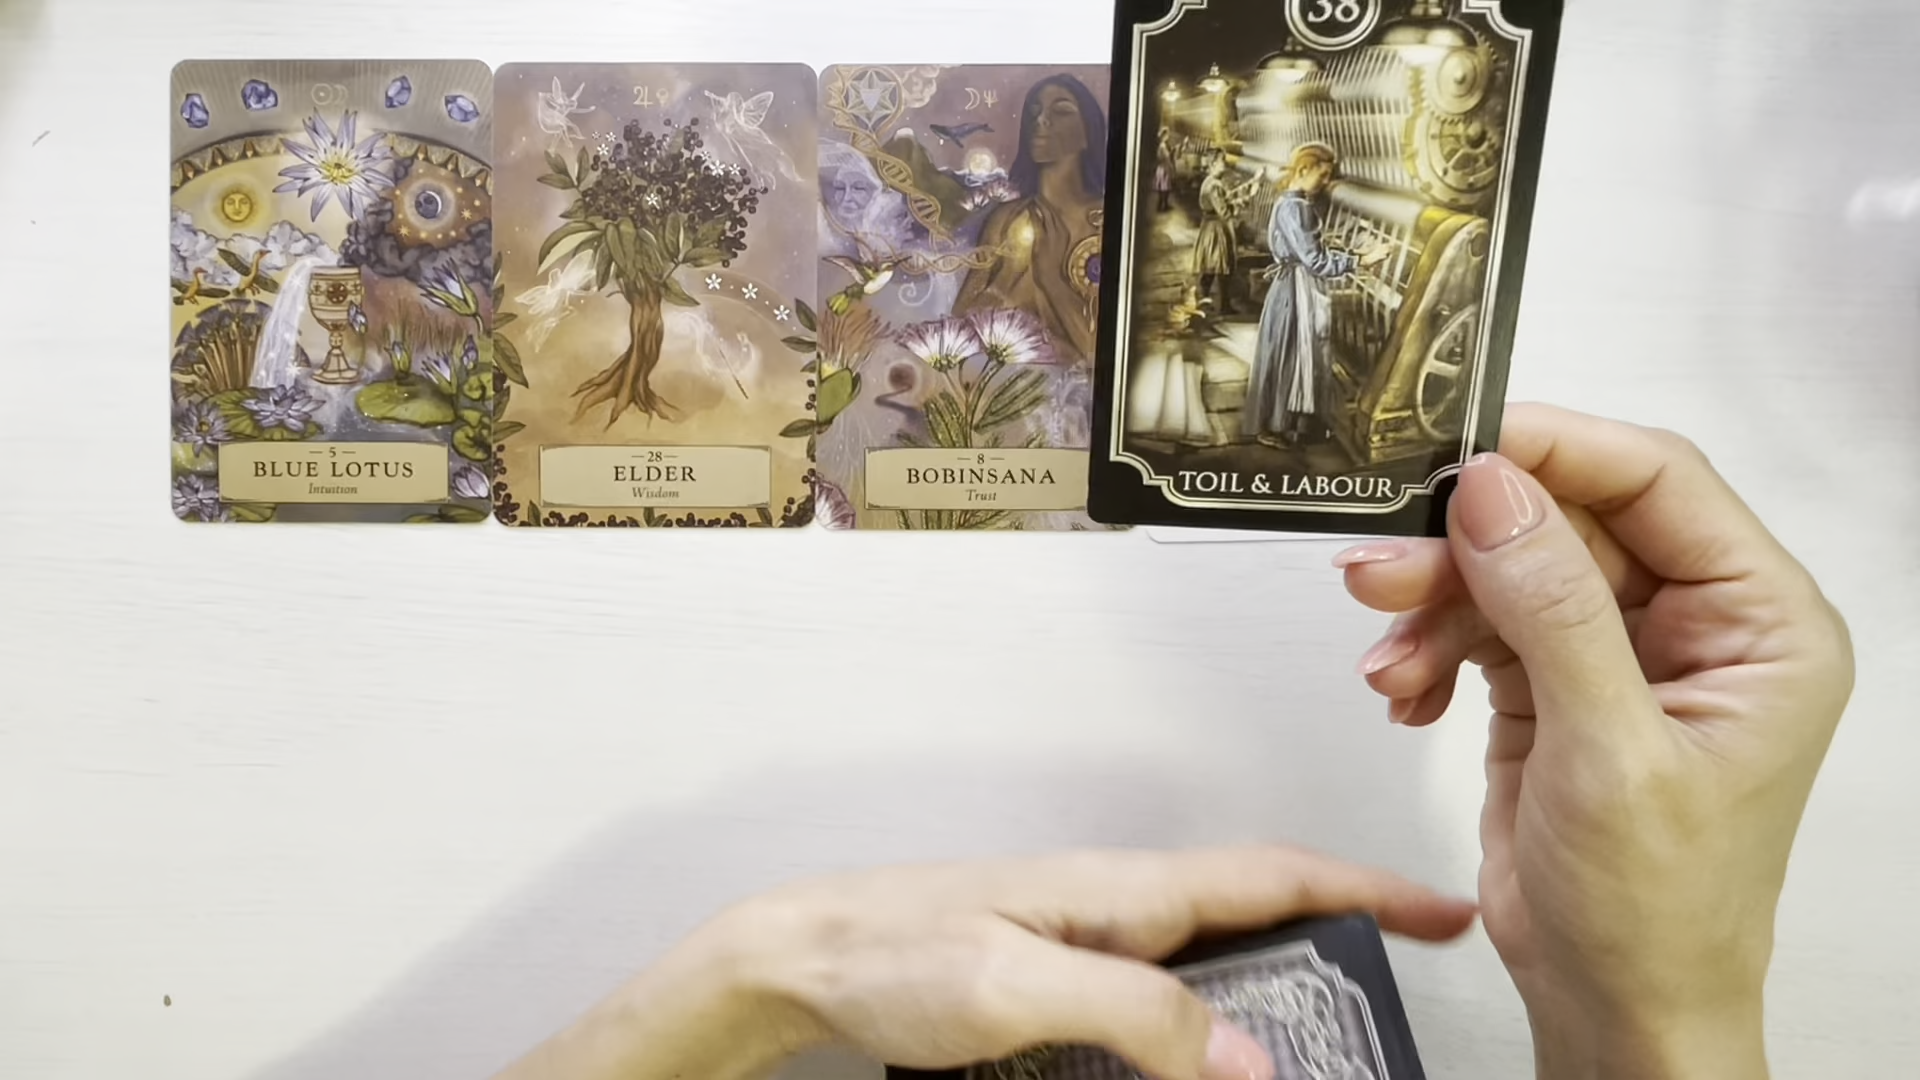 — 5 —
BLUE LOTUS
Intuition
—28—
ELDER
Wisdom
— 8 —
BOBINSANA
Trust
38
TOIL & LABOUR